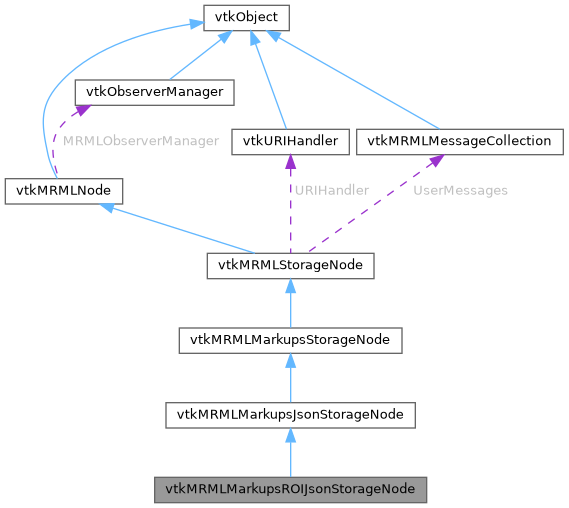 vtkObject
vtkObserverManager
vtkURIHandler
vtkMRMLMessageCollection
MRMLObserverManager
vtkMRMLNode
URIHandler
UserMessages
vtkMRMLStorageNode
vtkMRMLMarkupsStorageNode
vtkMRMLMarkupsJsonStorageNode
vtkMRMLMarkupsROIJsonStorageNode